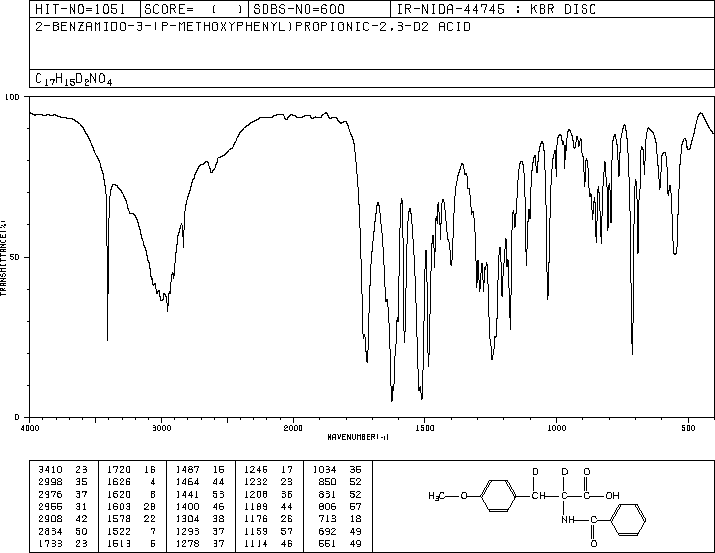 HIT-NO=1051 SCORE= ( ) SDBS-NO=600 IR-NIDA-44745 : KBR DISC
2-BENZAMIDO-3-(P-METHOXYPHENYL)PROPIONIC-2,3-D2 ACID
C17H15D2NO4
100
50
0
TRANSMITTANCE(%)
4000 3000 2000 1500 1000 500
WAVENUMBER(-1)
3410 23 1720 16 1487 15 1246 17 1034 35
2998 35 1626 4 1464 44 1232 23 850 52
2976 37 1620 6 1441 53 1208 36 831 52
2955 31 1603 28 1400 46 1189 44 806 57
2908 42 1578 22 1304 38 1176 26 713 18
2834 50 1522 7 1293 37 1159 57 692 49
1733 23 1513 5 1278 37 1114 46 551 49
D D O
H3C O OH
NH
O